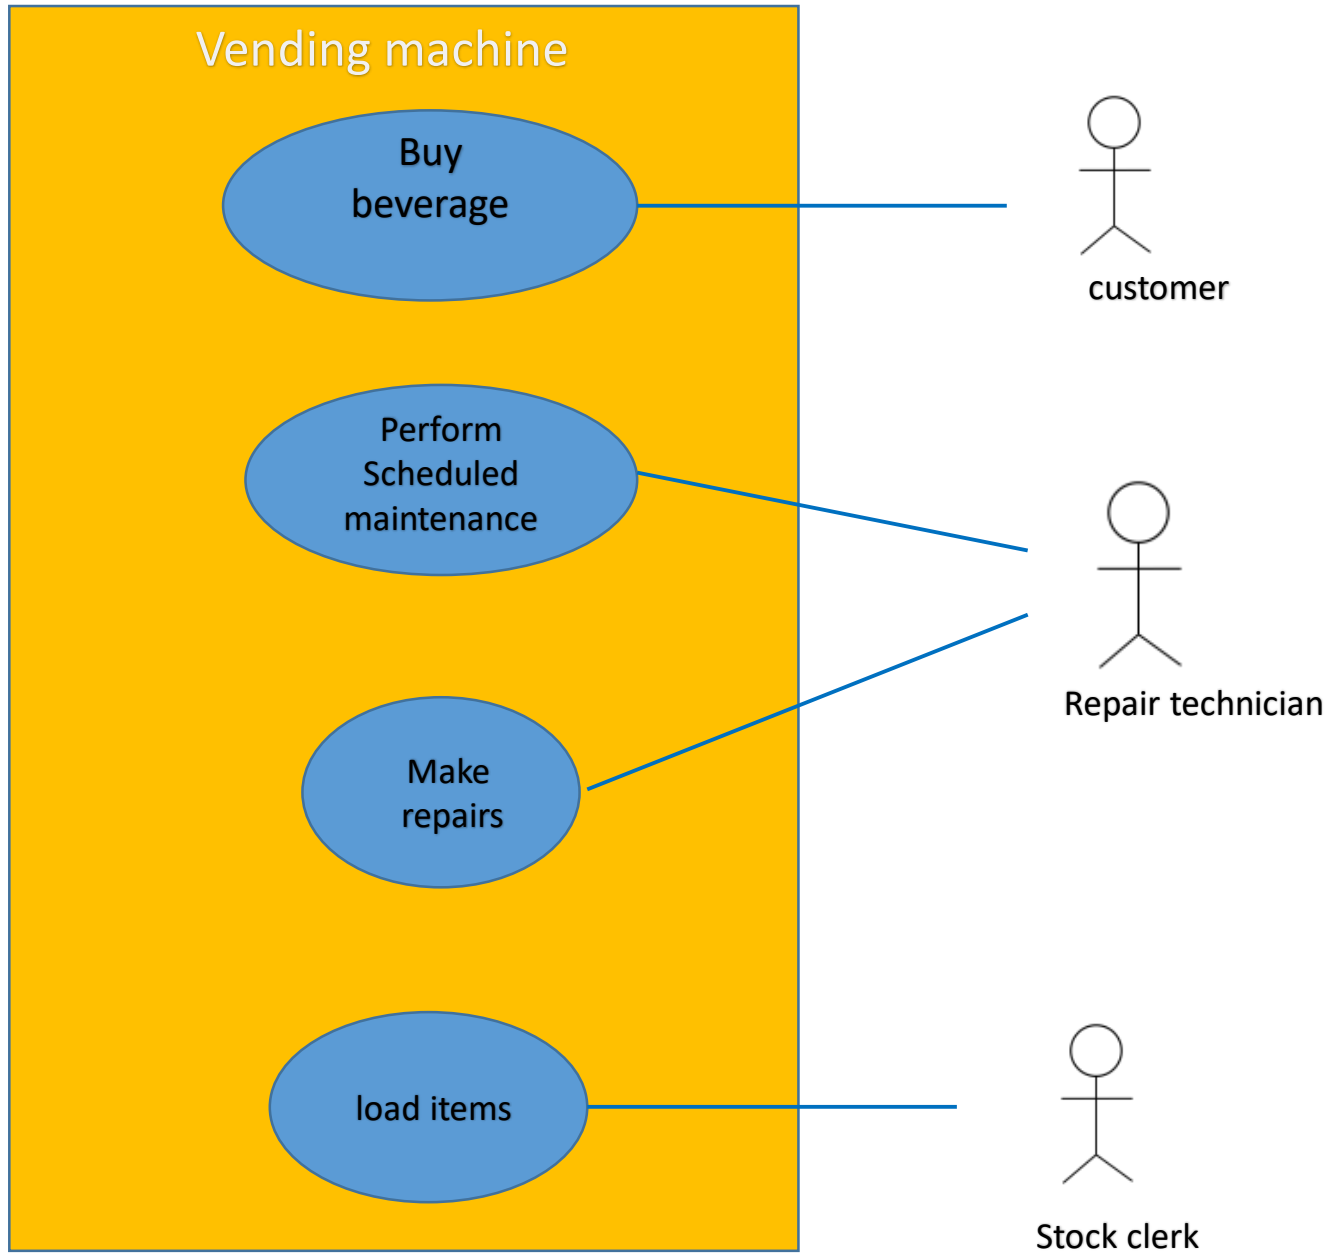 Vending machine
Buy
beverage
customer
Perform
Scheduled
maintenance
Repair technician
Make
repairs
load items
Stock clerk